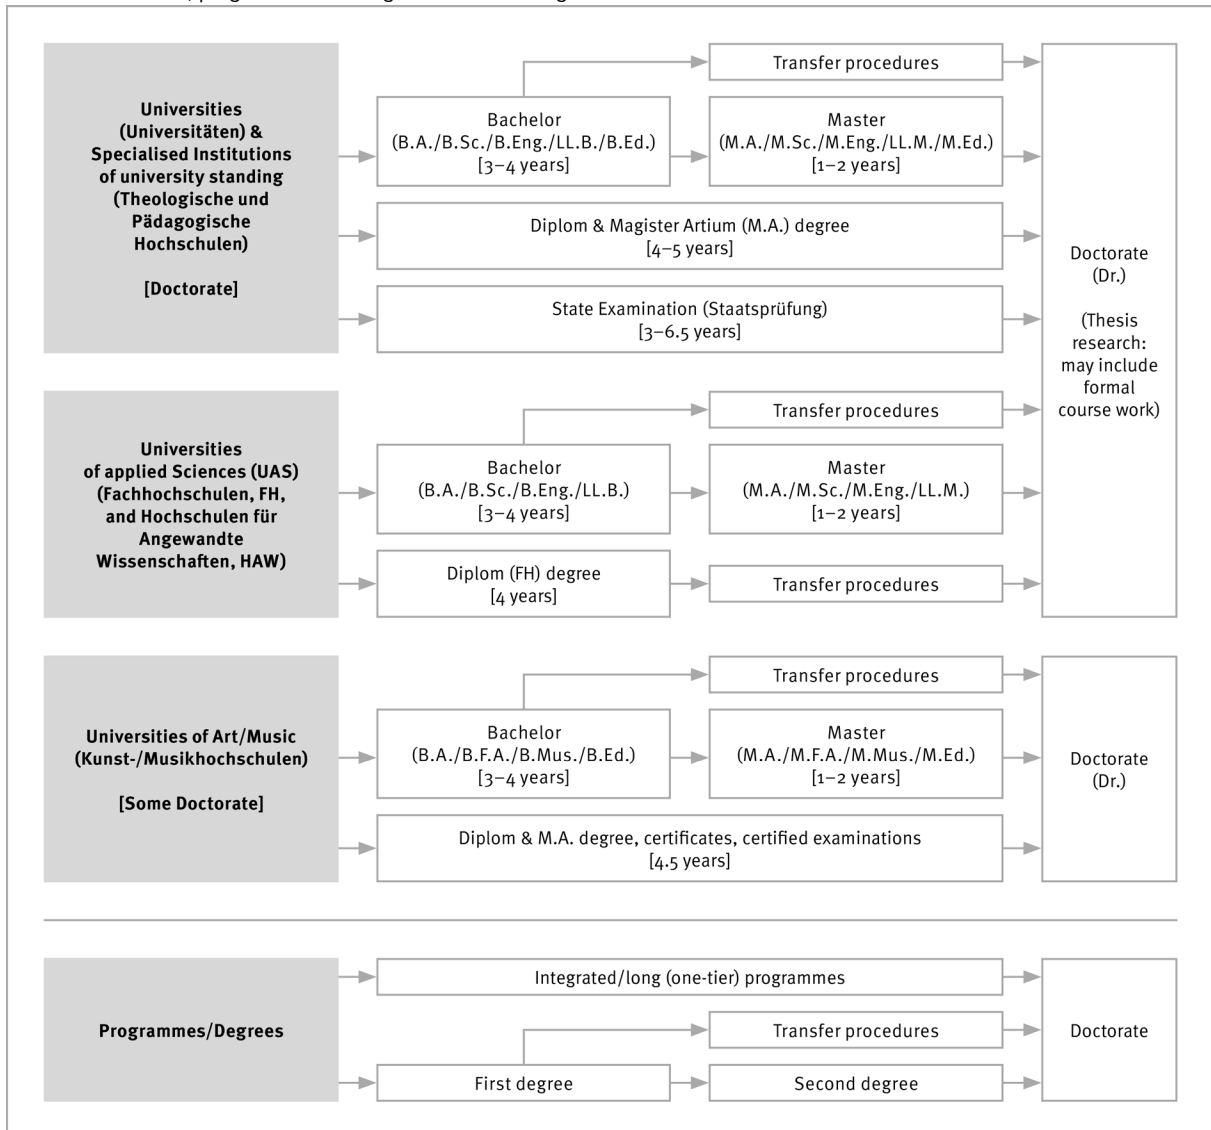 Universities
(Universitäten) &
Specialised Institutions
of university standing
(Theologische und
Pädagogische
Hochschulen)
[Doctorate]
Transfer procedures
Bachelor
(B.A./B.Sc./B.Eng./LL.B./B.Ed.)
[3–4 years]
Master
(M.A./M.Sc./M.Eng./LL.M./M.Ed.)
[1–2 years]
Diplom & Magister Artium (M.A.) degree
[4–5 years]
State Examination (Staatsprüfung)
[3–6.5 years]
Doctorate
(Dr.)
(Thesis
research:
may include
formal
course work)
Universities
of applied Sciences (UAS)
(Fachhochschulen, FH,
and Hochschulen für
Angewandte
Wissenschaften, HAW)
Transfer procedures
Bachelor
(B.A./B.Sc./B.Eng./LL.B.)
[3–4 years]
Master
(M.A./M.Sc./M.Eng./LL.M.)
[1–2 years]
Diplom (FH) degree
[4 years]
Transfer procedures
Universities of Art/Music
(Kunst-/Musikhochschulen)
[Some Doctorate]
Transfer procedures
Bachelor
(B.A./B.F.A./B.Mus./B.Ed.)
[3–4 years]
Master
(M.A./M.F.A./M.Mus./M.Ed.)
[1–2 years]
Diplom & M.A. degree, certificates, certified examinations
[4.5 years]
Doctorate
(Dr.)
Programmes/Degrees
Integrated/long (one-tier) programmes
Transfer procedures
First degree
Second degree
Doctorate